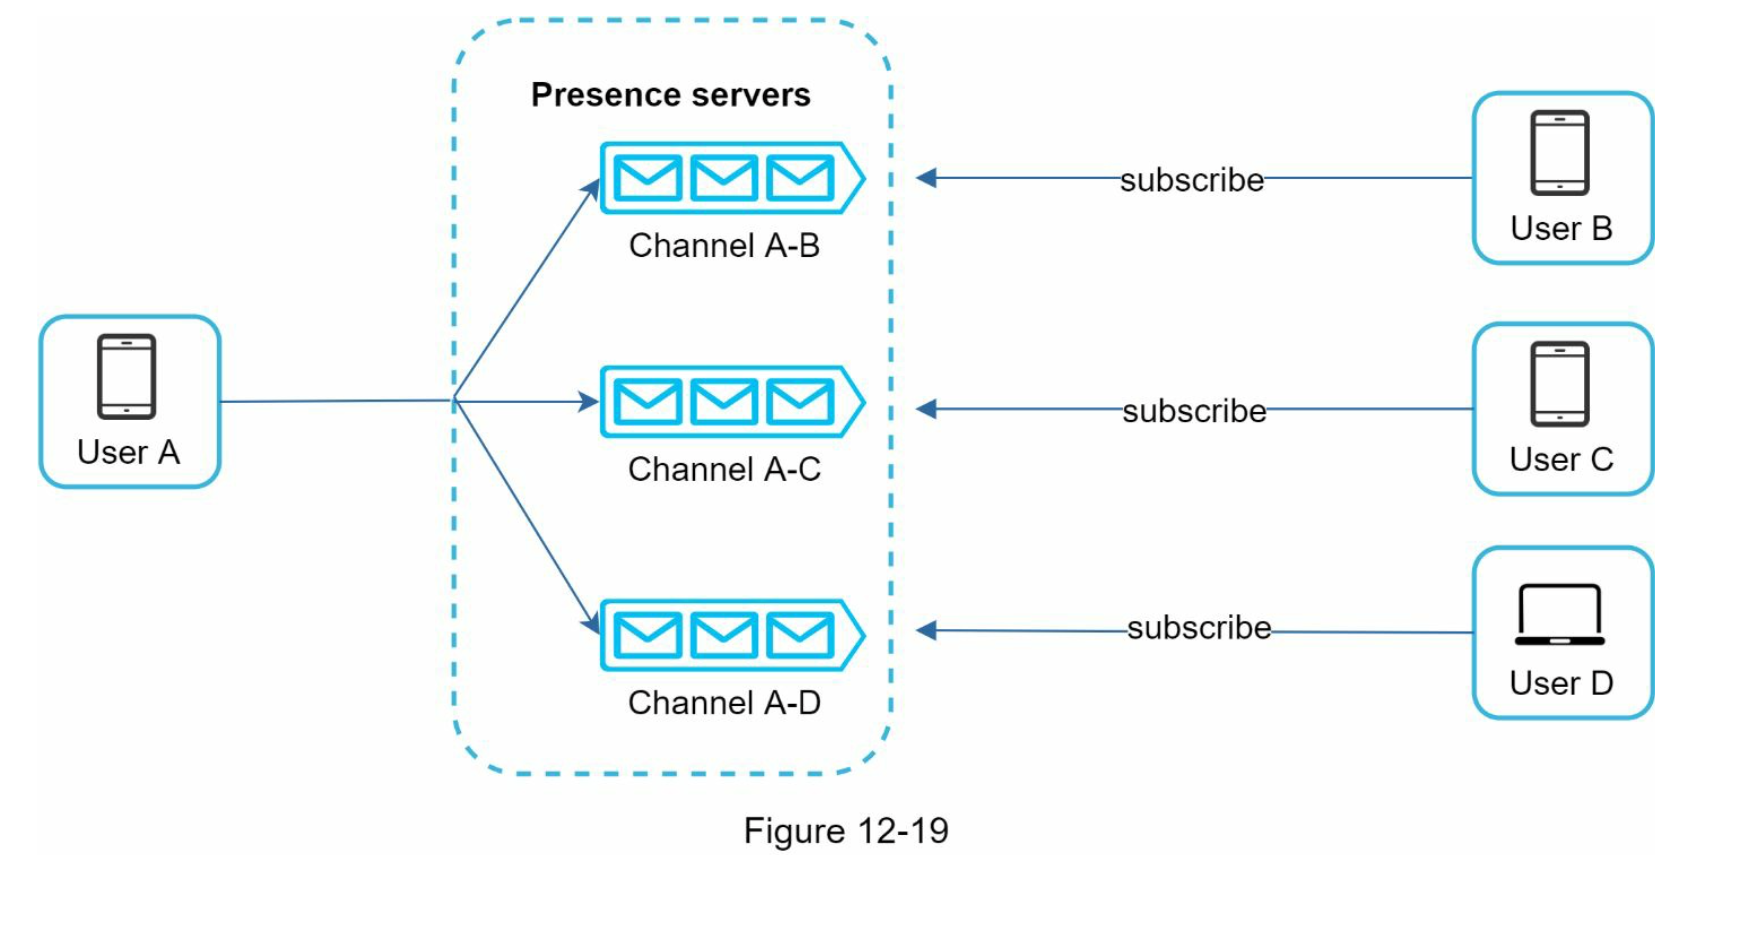 Presence servers
Channel A-B
subscribe
User B
User A
Channel A-C
subscribe
User C
Channel A-D
subscribe
User D
Figure 12-19